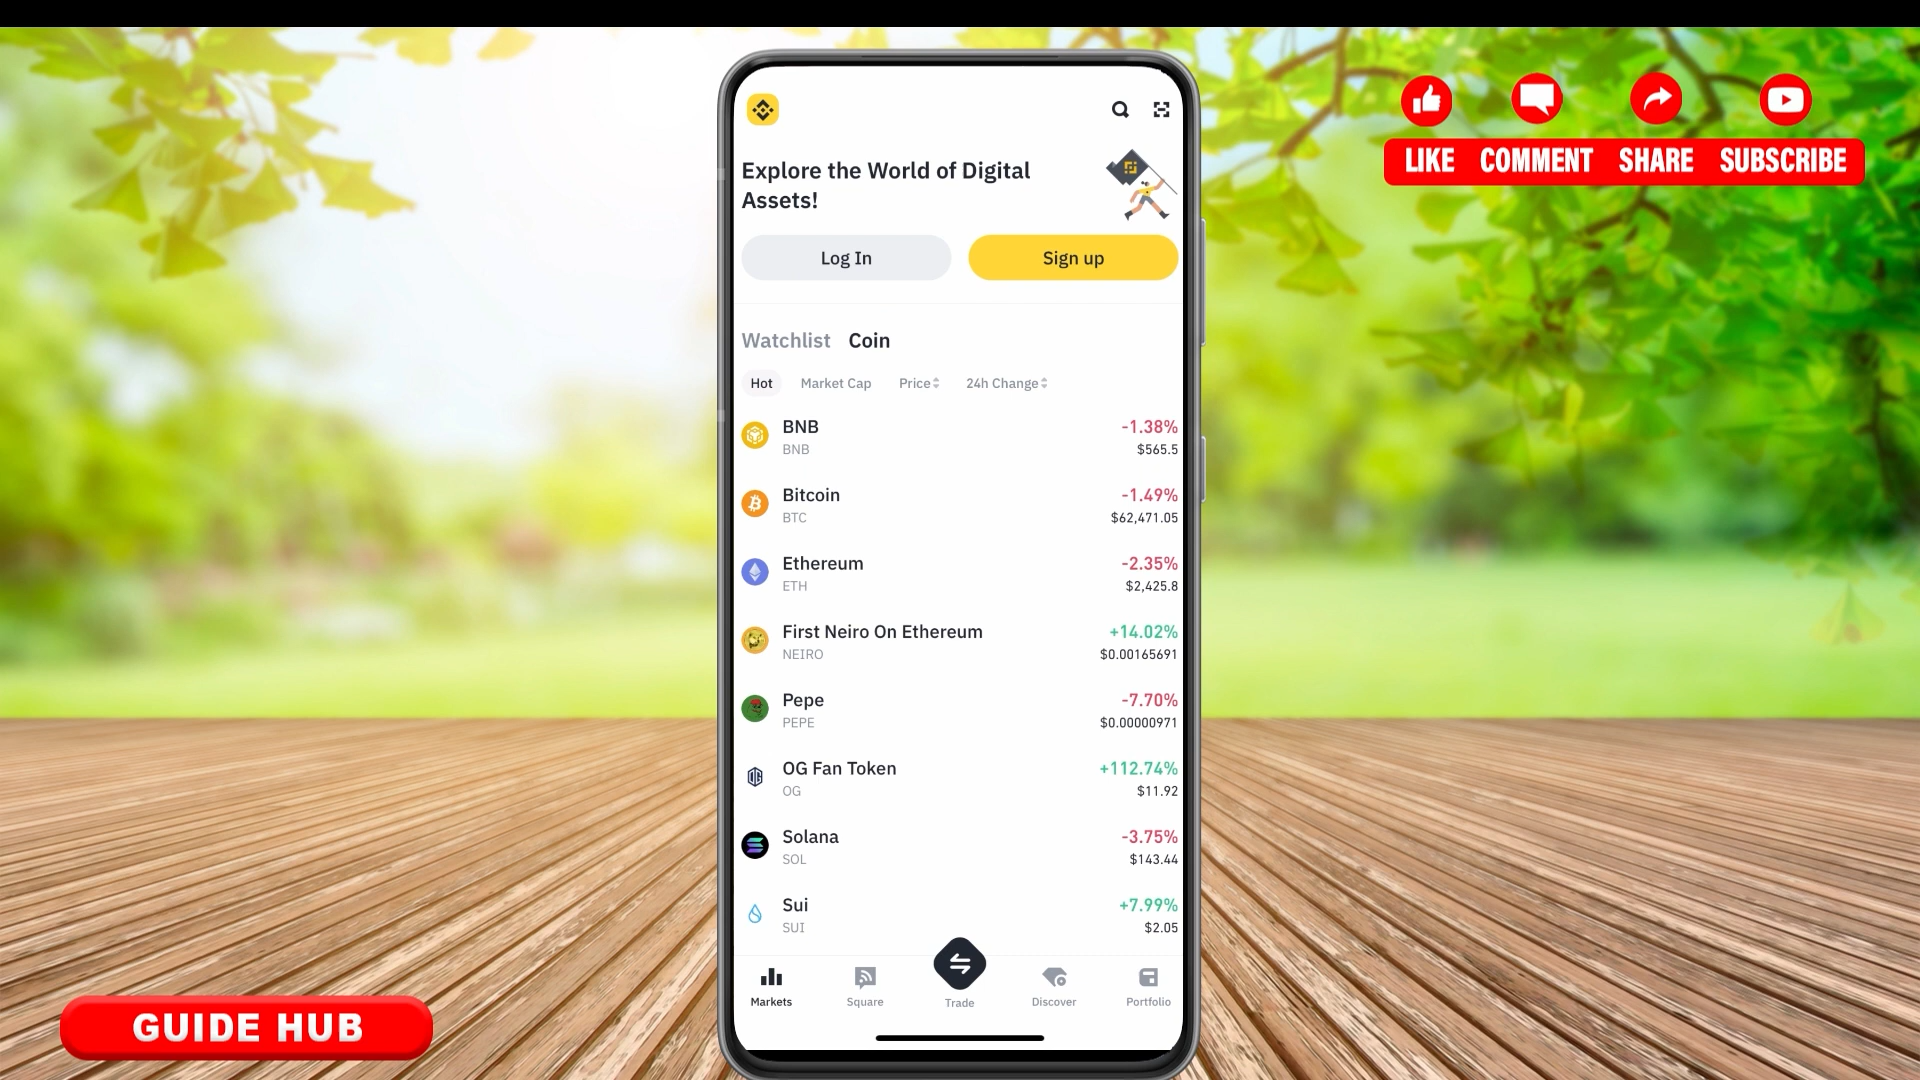 LIKE COMMENT SHARE SUBSCRIBE
Explore the World of Digital
Assets!
Log In Sign up
Watchlist Coin
Hot Market Cap Price 24h Change
BNB -1.38%
BNB $565.5
Bitcoin -1.49%
BTC $62,471.05
Ethereum -2.35%
ETH $2,425.8
First Neiro On Ethereum +14.02%
NEIRO $0.00165691
Pepe -7.70%
PEPE $0.00000971
OG Fan Token +112.74%
OG $11.92
Solana -3.75%
SOL $143.44
Sui +7.99%
SUI $2.05
Markets Square Trade Discover Portfolio
GUIDE HUB